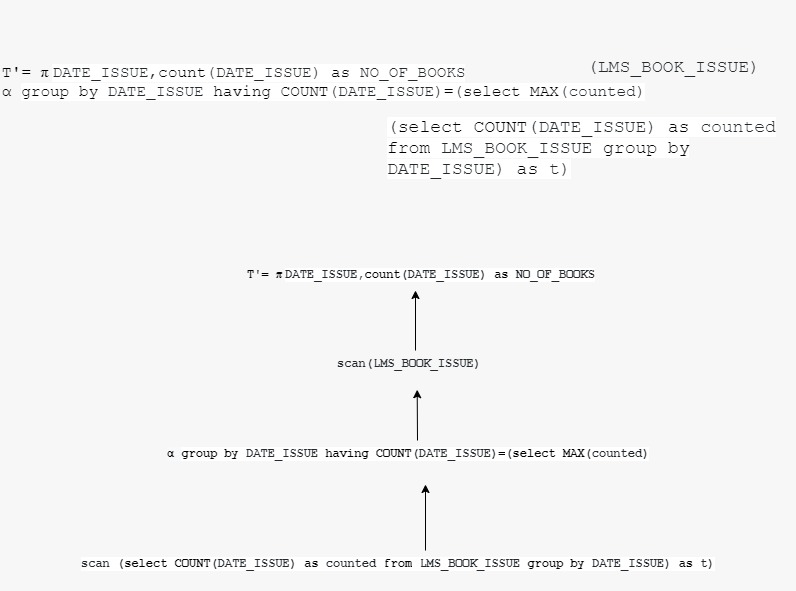 (LMS_BOOK_ISSUE)
T'= π DATE_ISSUE,count(DATE_ISSUE) as NO_OF_BOOKS
α group by DATE_ISSUE having COUNT(DATE_ISSUE)=(select MAX(counted)
(select COUNT(DATE_ISSUE) as counted
from LMS_BOOK_ISSUE group by
DATE_ISSUE) as t)
T'= π DATE_ISSUE,count(DATE_ISSUE) as NO_OF_BOOKS
scan(LMS_BOOK_ISSUE)
α group by DATE_ISSUE having COUNT(DATE_ISSUE)=(select MAX(counted)
scan (select COUNT(DATE_ISSUE) as counted from LMS_BOOK_ISSUE group by DATE_ISSUE) as t)